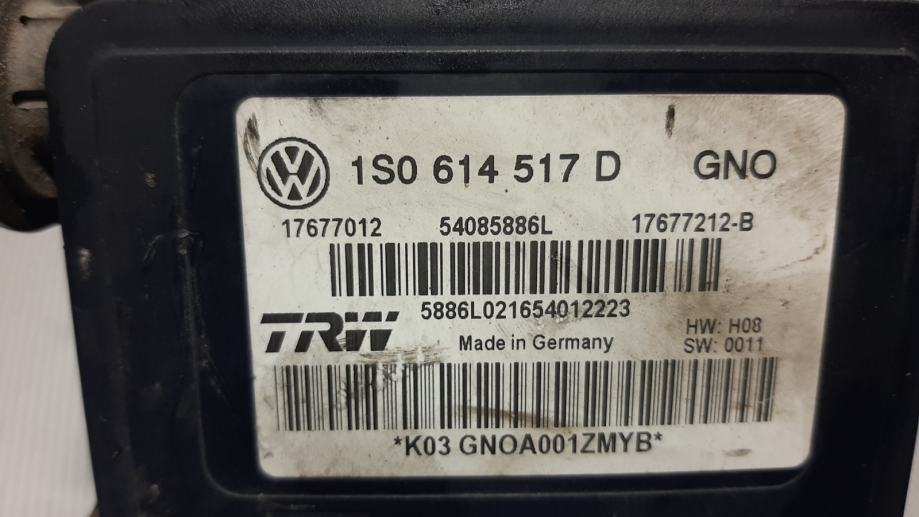 1S0 614 517 D GNO
17677012 54085886L 17677212-B
5886L021654012223
TRW Made in Germany HW: H08
SW: 0011
*K03 GNOA001ZMYB*